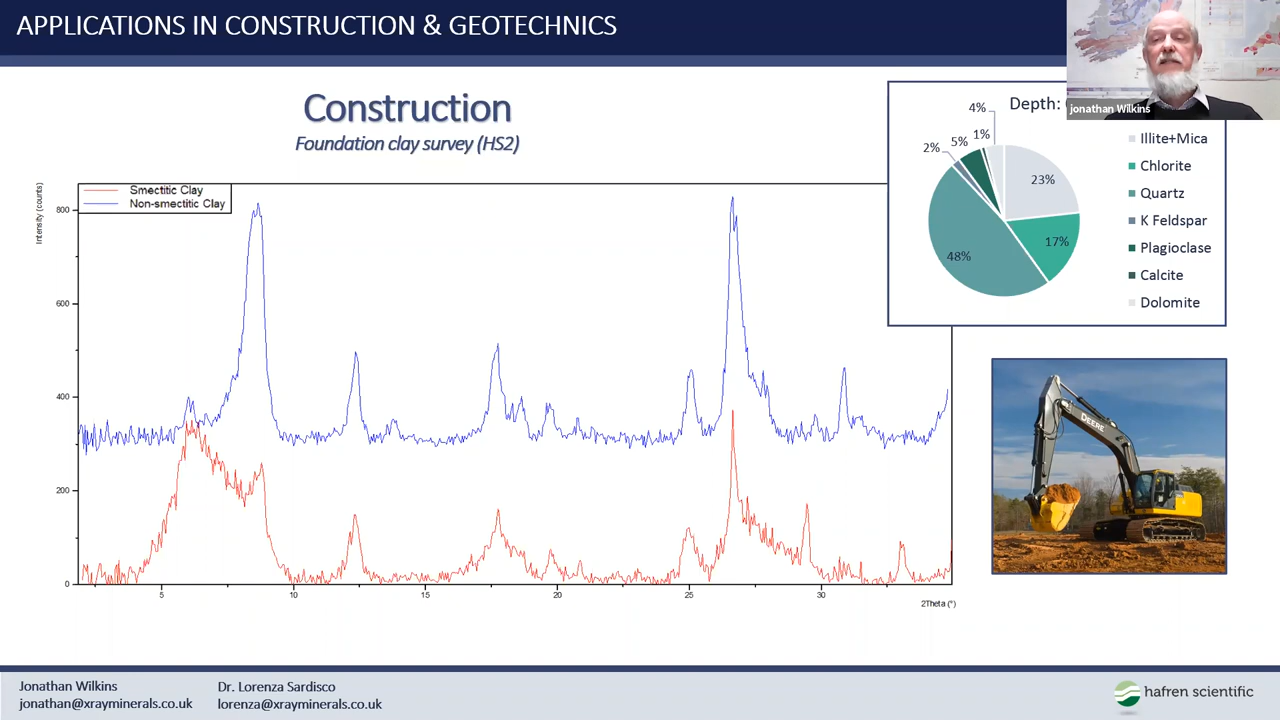 APPLICATIONS IN CONSTRUCTION & GEOTECHNICS
jonathan Wilkins
Construction
Foundation clay survey (HS2)
Smectitic Clay
Non-smectitic Clay
Intensity (counts)
800
600
400
200
0
5
10
15
20
25
30
2Theta (°)
Depth:
4%
1%
5%
2%
23%
17%
48%
Illite+Mica
Chlorite
Quartz
K Feldspar
Plagioclase
Calcite
Dolomite
DEERE
Jonathan Wilkins
jonathan@xrayminerals.co.uk
Dr. Lorenza Sardisco
lorenza@xrayminerals.co.uk
hafren scientific